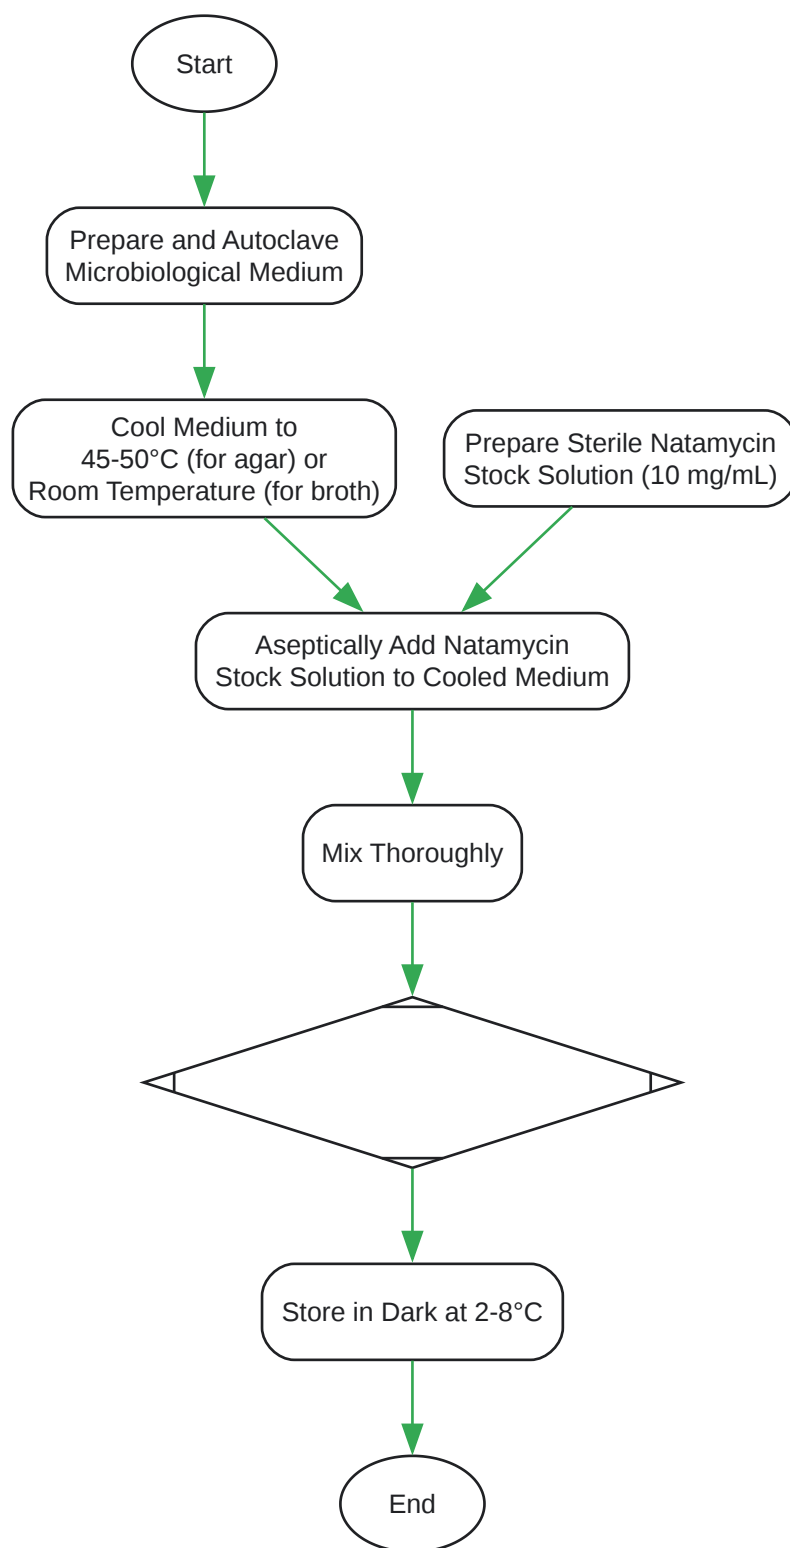 Start
Prepare and Autoclave
Microbiological Medium
Cool Medium to
45-50°C (for agar) or
Room Temperature (for broth)
Prepare Sterile Natamycin
Stock Solution (10 mg/mL)
Aseptically Add Natamycin
Stock Solution to Cooled Medium
Mix Thoroughly
Store in Dark at 2-8°C
End